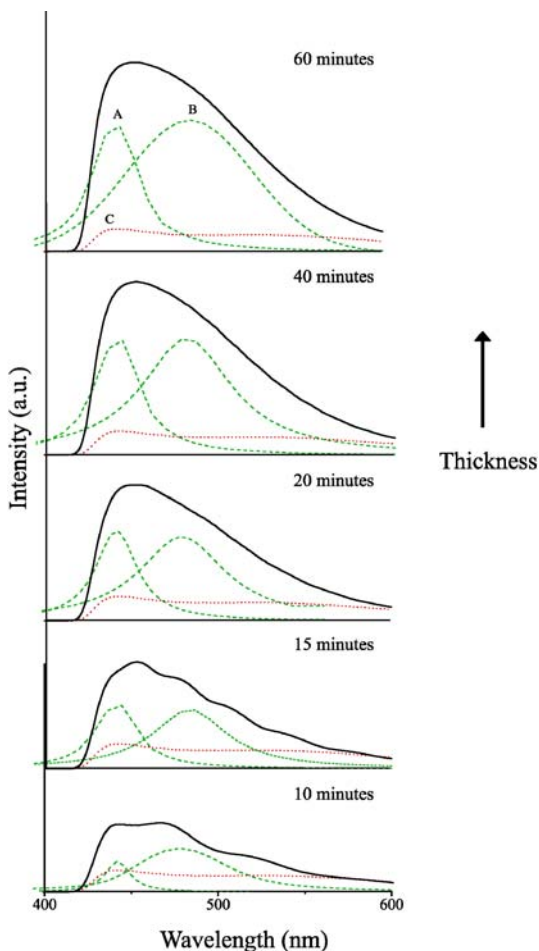 60 minutes
A
B
C
40 minutes
Intensity (a.u.)
Thickness
20 minutes
15 minutes
10 minutes
400
500
600
Wavelength (nm)